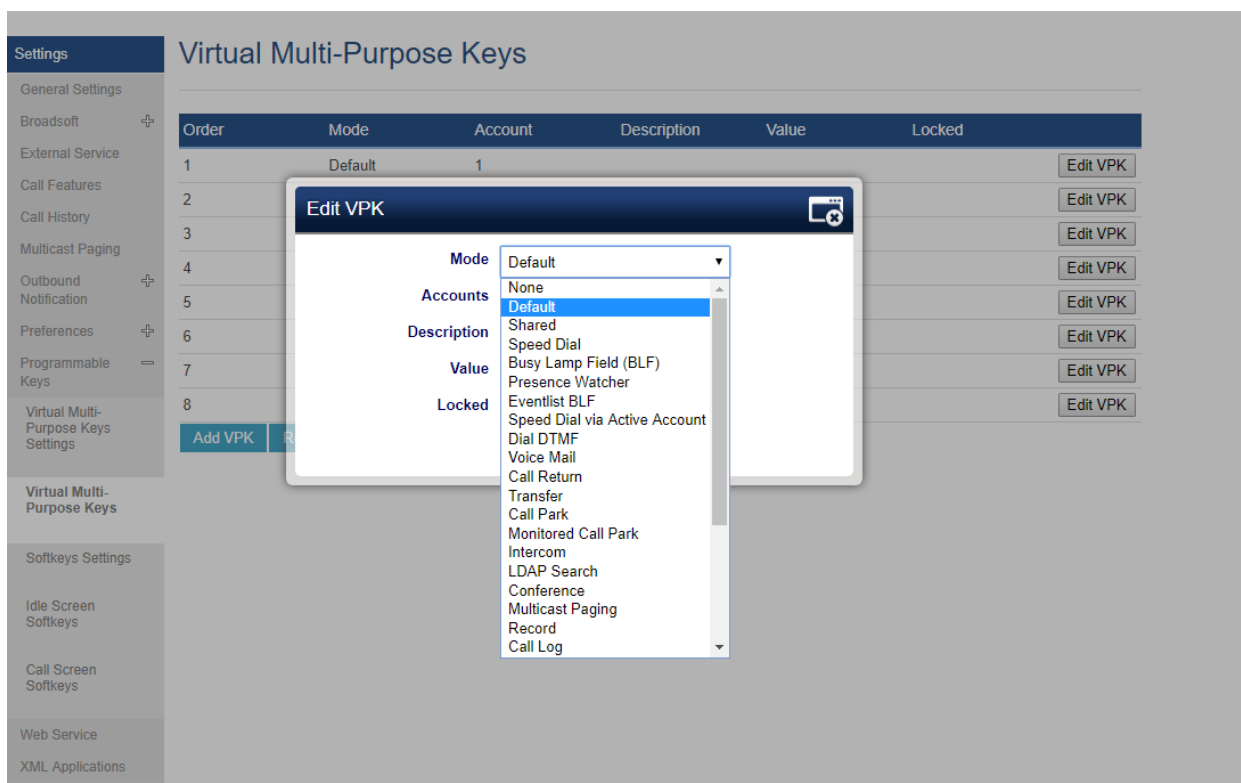 Settings
General Settings
Broadsoft
External Service
Call Features
Call History
Multicast Paging
Outbound
Notification
Preferences
Programmable
Keys
Virtual Multi-
Purpose Keys
Settings
Virtual Multi-
Purpose Keys
Softkeys Settings
Idle Screen
Softkeys
Call Screen
Softkeys
Web Service
XML Applications
Virtual Multi-Purpose Keys
Order Mode Account Description Value Locked
1 Default 1 Edit VPK
2 Edit VPK
3 Edit VPK
4 Edit VPK
5 Edit VPK
6 Edit VPK
7 Edit VPK
8 Edit VPK
Add VPK
Edit VPK
Mode Default
Accounts
Description
Value
Locked
None
Default
Shared
Speed Dial
Busy Lamp Field (BLF)
Presence Watcher
Eventlist BLF
Speed Dial via Active Account
Dial DTMF
Voice Mail
Call Return
Transfer
Call Park
Monitored Call Park
Intercom
LDAP Search
Conference
Multicast Paging
Record
Call Log